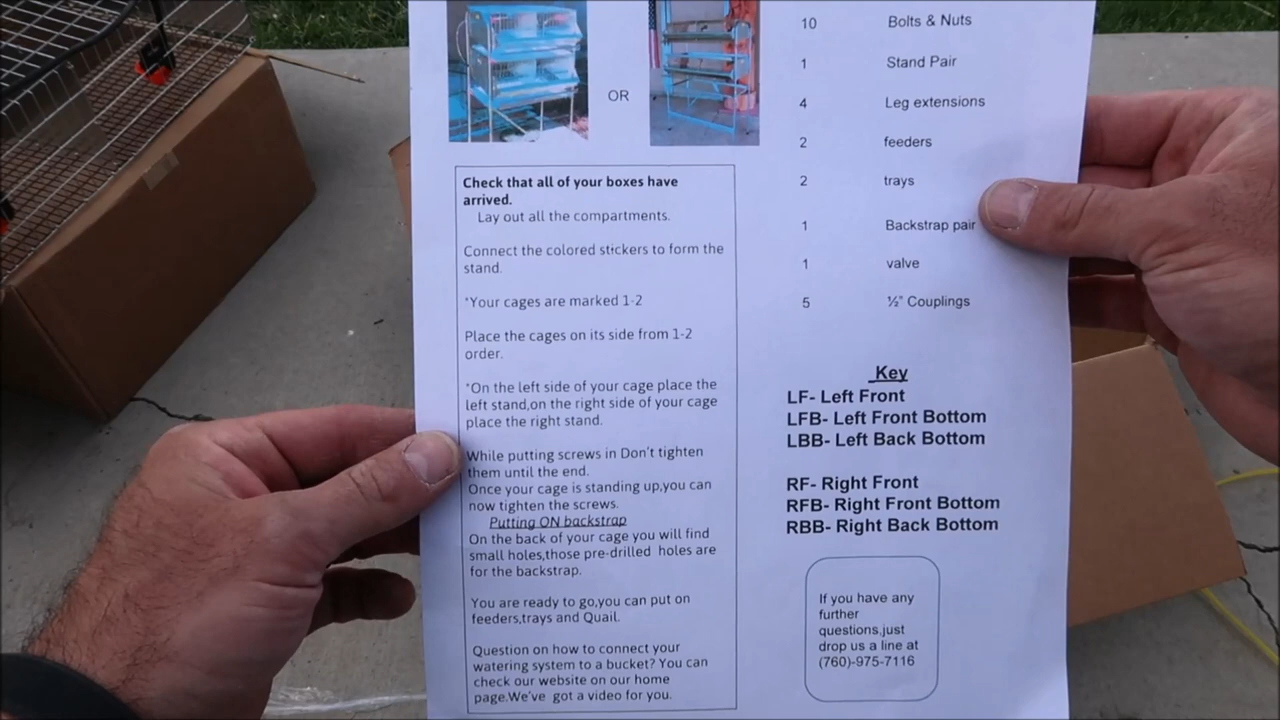 OR
Check that all of your boxes have
arrived.
Lay out all the compartments.
Connect the colored stickers to form the
stand.
*Your cages are marked 1-2
Place the cages on its side from 1-2
order.
*On the left side of your cage place the
left stand,on the right side of your cage
place the right stand.
While putting screws in Don't tighten
them until the end.
Once your cage is standing up,you can
now tighten the screws.
Putting ON backstrap
On the back of your cage you will find
small holes,those pre-drilled holes are
for the backstrap.
You are ready to go,you can put on
feeders,trays and Quail.
Question on how to connect your
watering system to a bucket? You can
check our website on our home
page.We've got a video for you.
10 Bolts & Nuts
1 Stand Pair
4 Leg extensions
2 feeders
2 trays
1 Backstrap pair
1 valve
5 ½" Couplings
Key
LF- Left Front
LFB- Left Front Bottom
LBB- Left Back Bottom
RF- Right Front
RFB- Right Front Bottom
RBB- Right Back Bottom
If you have any
further
questions,just
drop us a line at
(760)-975-7116